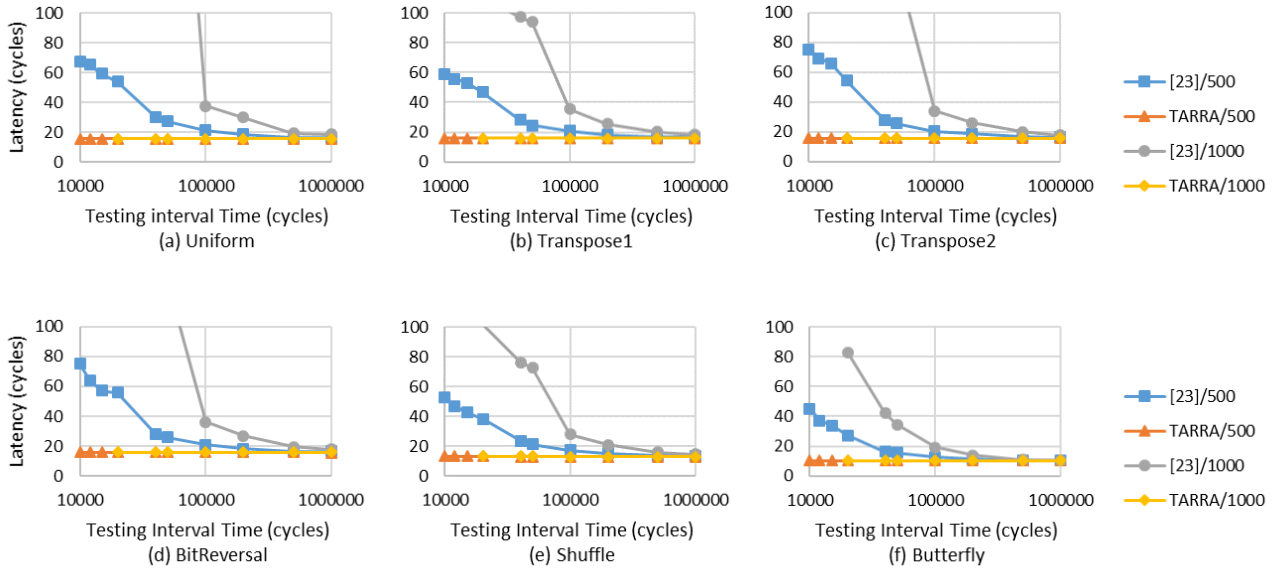 Latency (cycles)
100
80
60
40
20
0
10000 100000 1000000
Testing interval Time (cycles)
(a) Uniform
100
80
60
40
20
0
10000 100000 1000000
Testing Interval Time (cycles)
(b) Transpose1
100
80
60
40
20
0
10000 100000 1000000
Testing Interval Time (cycles)
(c) Transpose2
[23]/500
TARRA/500
[23]/1000
TARRA/1000
Latency (cycles)
100
80
60
40
20
0
10000 100000 1000000
Testing Interval Time (cycles)
(d) BitReversal
100
80
60
40
20
0
10000 100000 1000000
Testing Interval Time (cycles)
(e) Shuffle
100
80
60
40
20
0
10000 100000 1000000
Testing Interval Time (cycles)
(f) Butterfly
[23]/500
TARRA/500
[23]/1000
TARRA/1000